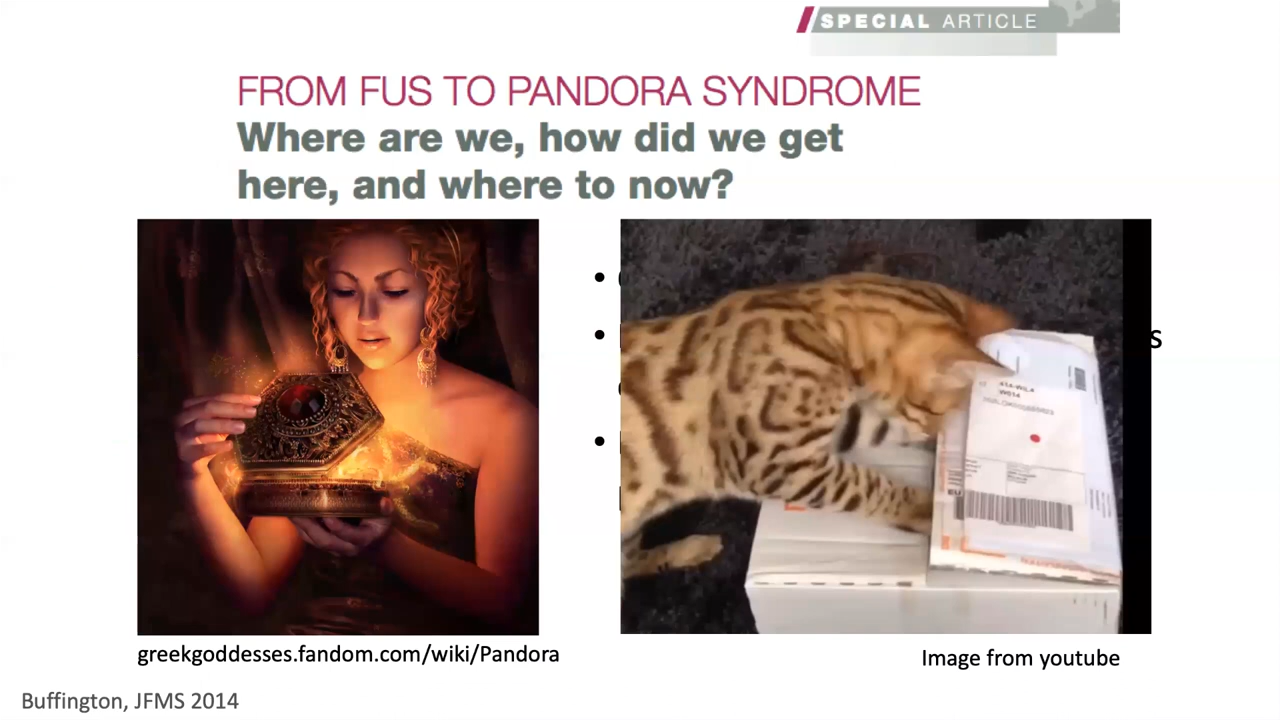 SPECIAL ARTICLE
FROM FUS TO PANDORA SYNDROME
Where are we, how did we get
here, and where to now?
s
EU
greekgoddesses.fandom.com/wiki/Pandora
Image from youtube
Buffington, JFMS 2014